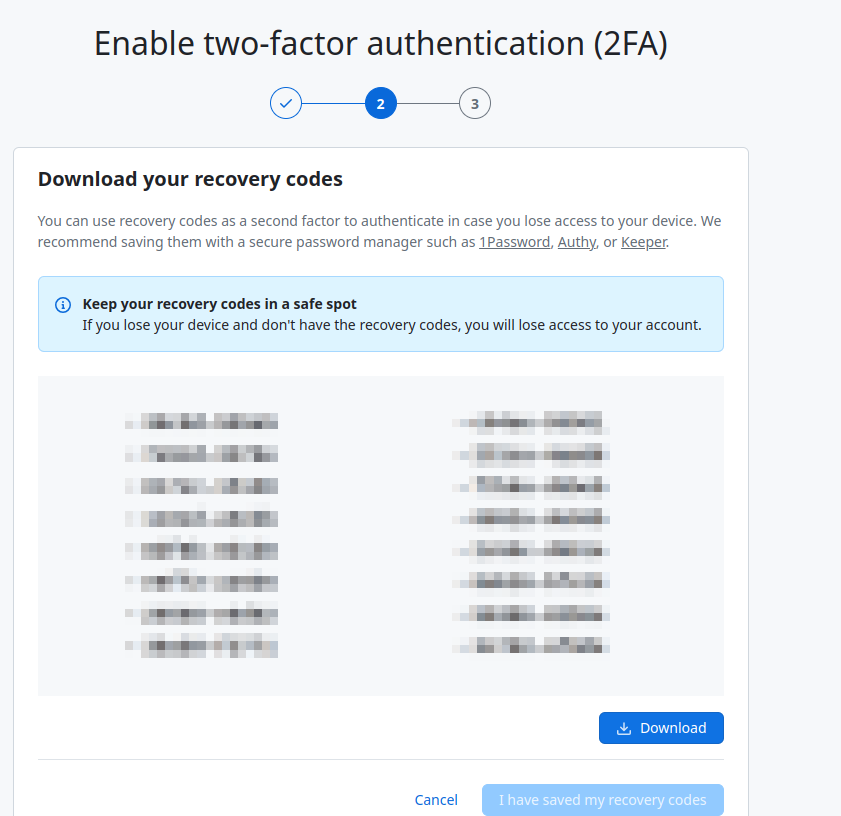 Enable two-factor authentication (2FA)
2
3
Download your recovery codes
You can use recovery codes as a second factor to authenticate in case you lose access to your device. We
recommend saving them with a secure password manager such as 1Password, Authy, or Keeper.
Keep your recovery codes in a safe spot
If you lose your device and don't have the recovery codes, you will lose access to your account.
Download
Cancel
I have saved my recovery codes